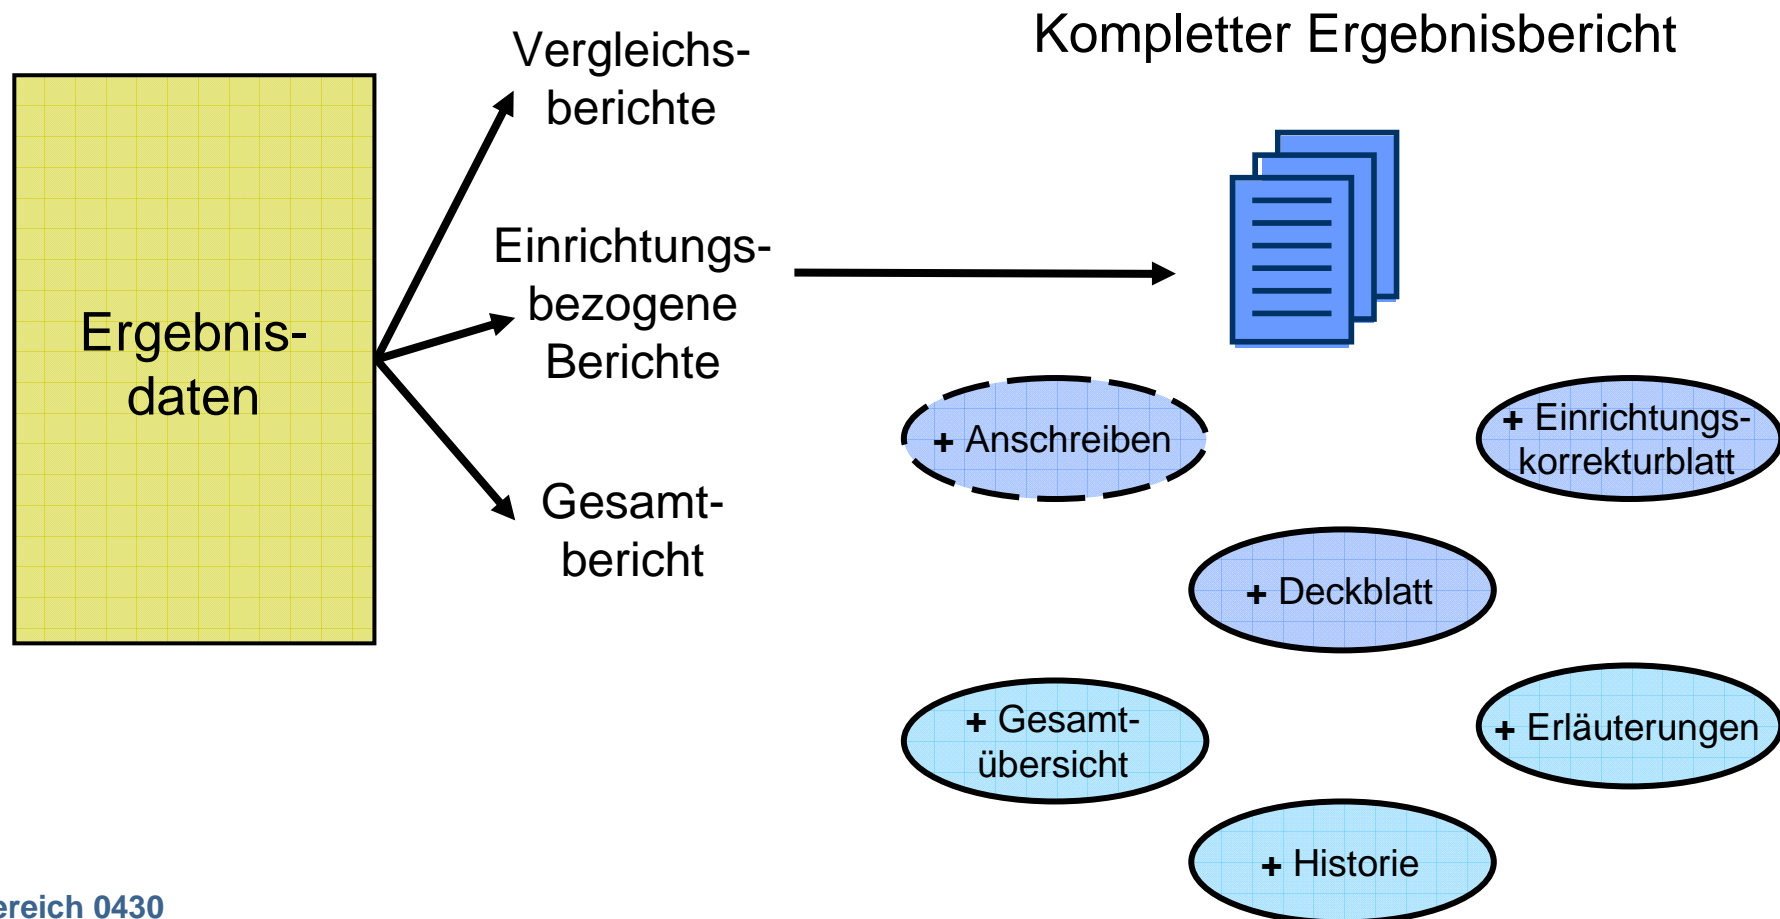 Kompletter Ergebnisbericht
Vergleichs-
berichte
Einrichtungs-
bezogene
Berichte
Ergebnis-
daten
Gesamt-
bericht
+ Anschreiben
+ Einrichtungs-
korrekturblatt
+ Deckblatt
+ Gesamt-
übersicht
+ Erläuterungen
+ Historie
ereich 0430